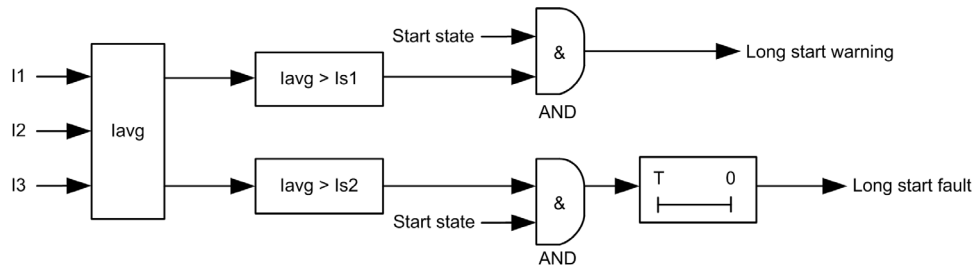 Start state
&
Long start warning
I1
Iavg > Is1
AND
I2
Iavg
I3
Iavg > Is2
T 0
Long start fault
&
Start state
AND